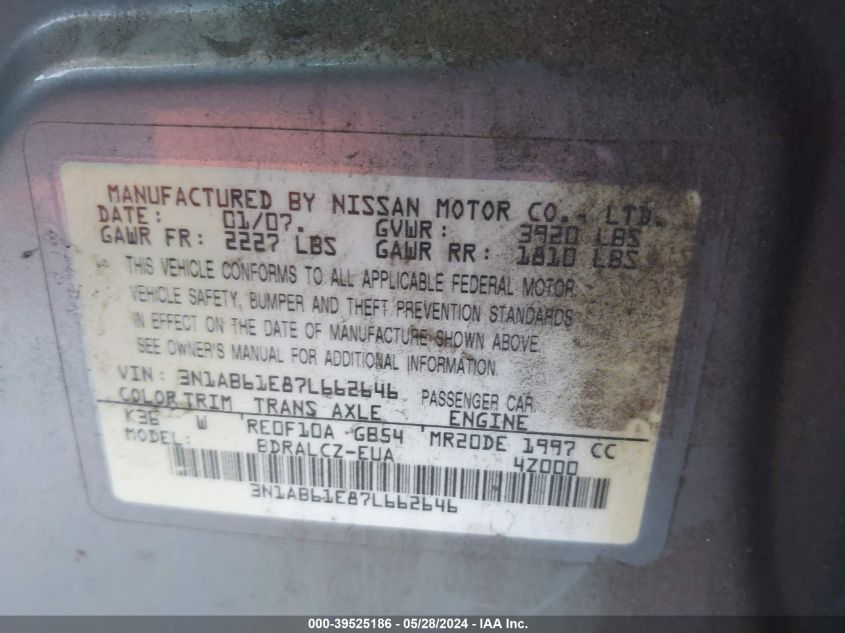 MANUFACTURED BY NISSAN MOTOR CO., LTD.
DATE: 01/07. GVWR: 3920 LBS
GAWR FR: 2227 LBS GAWR RR: 1810 LBS
THIS VEHICLE CONFORMS TO ALL APPLICABLE FEDERAL MOTOR
VEHICLE SAFETY, BUMPER AND THEFT PREVENTION STANDARDS
IN EFFECT ON THE DATE OF MANUFACTURE SHOWN ABOVE.
SEE OWNER'S MANUAL FOR ADDITIONAL INFORMATION.
VIN: 3N1AB61E87L662646 PASSENGER CAR
COLOR TRIM TRANS AXLE ENGINE
K36 W RE0F10A GB54 MR20DE 1997 CC
MODEL: BDRALCZ-EUA 4Z000
3N1AB61E87L662646
000-39525186 - 05/28/2024 - IAA Inc.